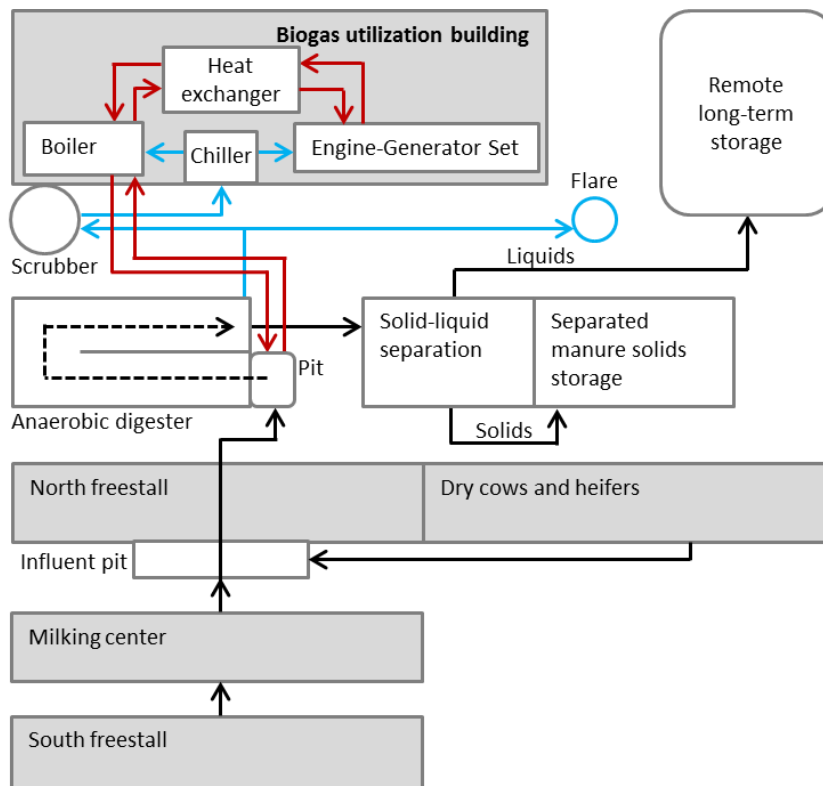 Biogas utilization building
Heat
exchanger
Boiler
Chiller
Engine-Generator Set
Remote
long-term
storage
Flare
Scrubber
Liquids
Solid-liquid
separation
Separated
manure solids
storage
Pit
Anaerobic digester
Solids
North freestall
Dry cows and heifers
Influent pit
Milking center
South freestall